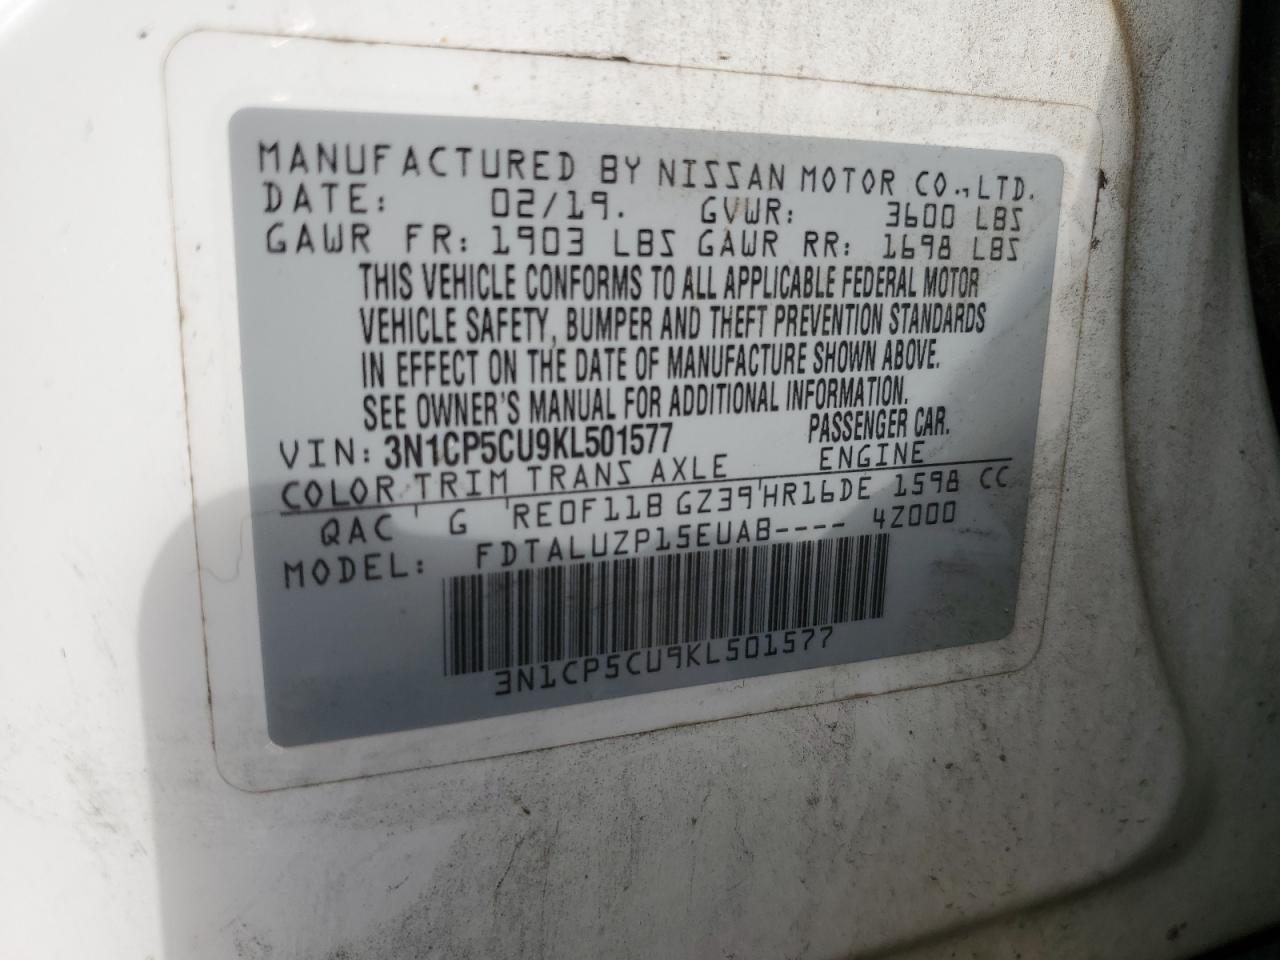 MANUFACTURED BY NISSAN MOTOR CO., LTD.
DATE: 02/19. GVWR: 3600 LBS
GAWR FR: 1903 LBS GAWR RR: 1698 LBS
THIS VEHICLE CONFORMS TO ALL APPLICABLE FEDERAL MOTOR
VEHICLE SAFETY, BUMPER AND THEFT PREVENTION STANDARDS
IN EFFECT ON THE DATE OF MANUFACTURE SHOWN ABOVE.
SEE OWNER'S MANUAL FOR ADDITIONAL INFORMATION.
VIN: 3N1CP5CU9KL501577 PASSENGER CAR.
COLOR TRIM TRANS AXLE ENGINE
QAC ' G ' RE0F11B GZ39'HR16DE 1598 CC
MODEL: FDTALUZP15EUAB---- 4Z000
3N1CP5CU9KL501577